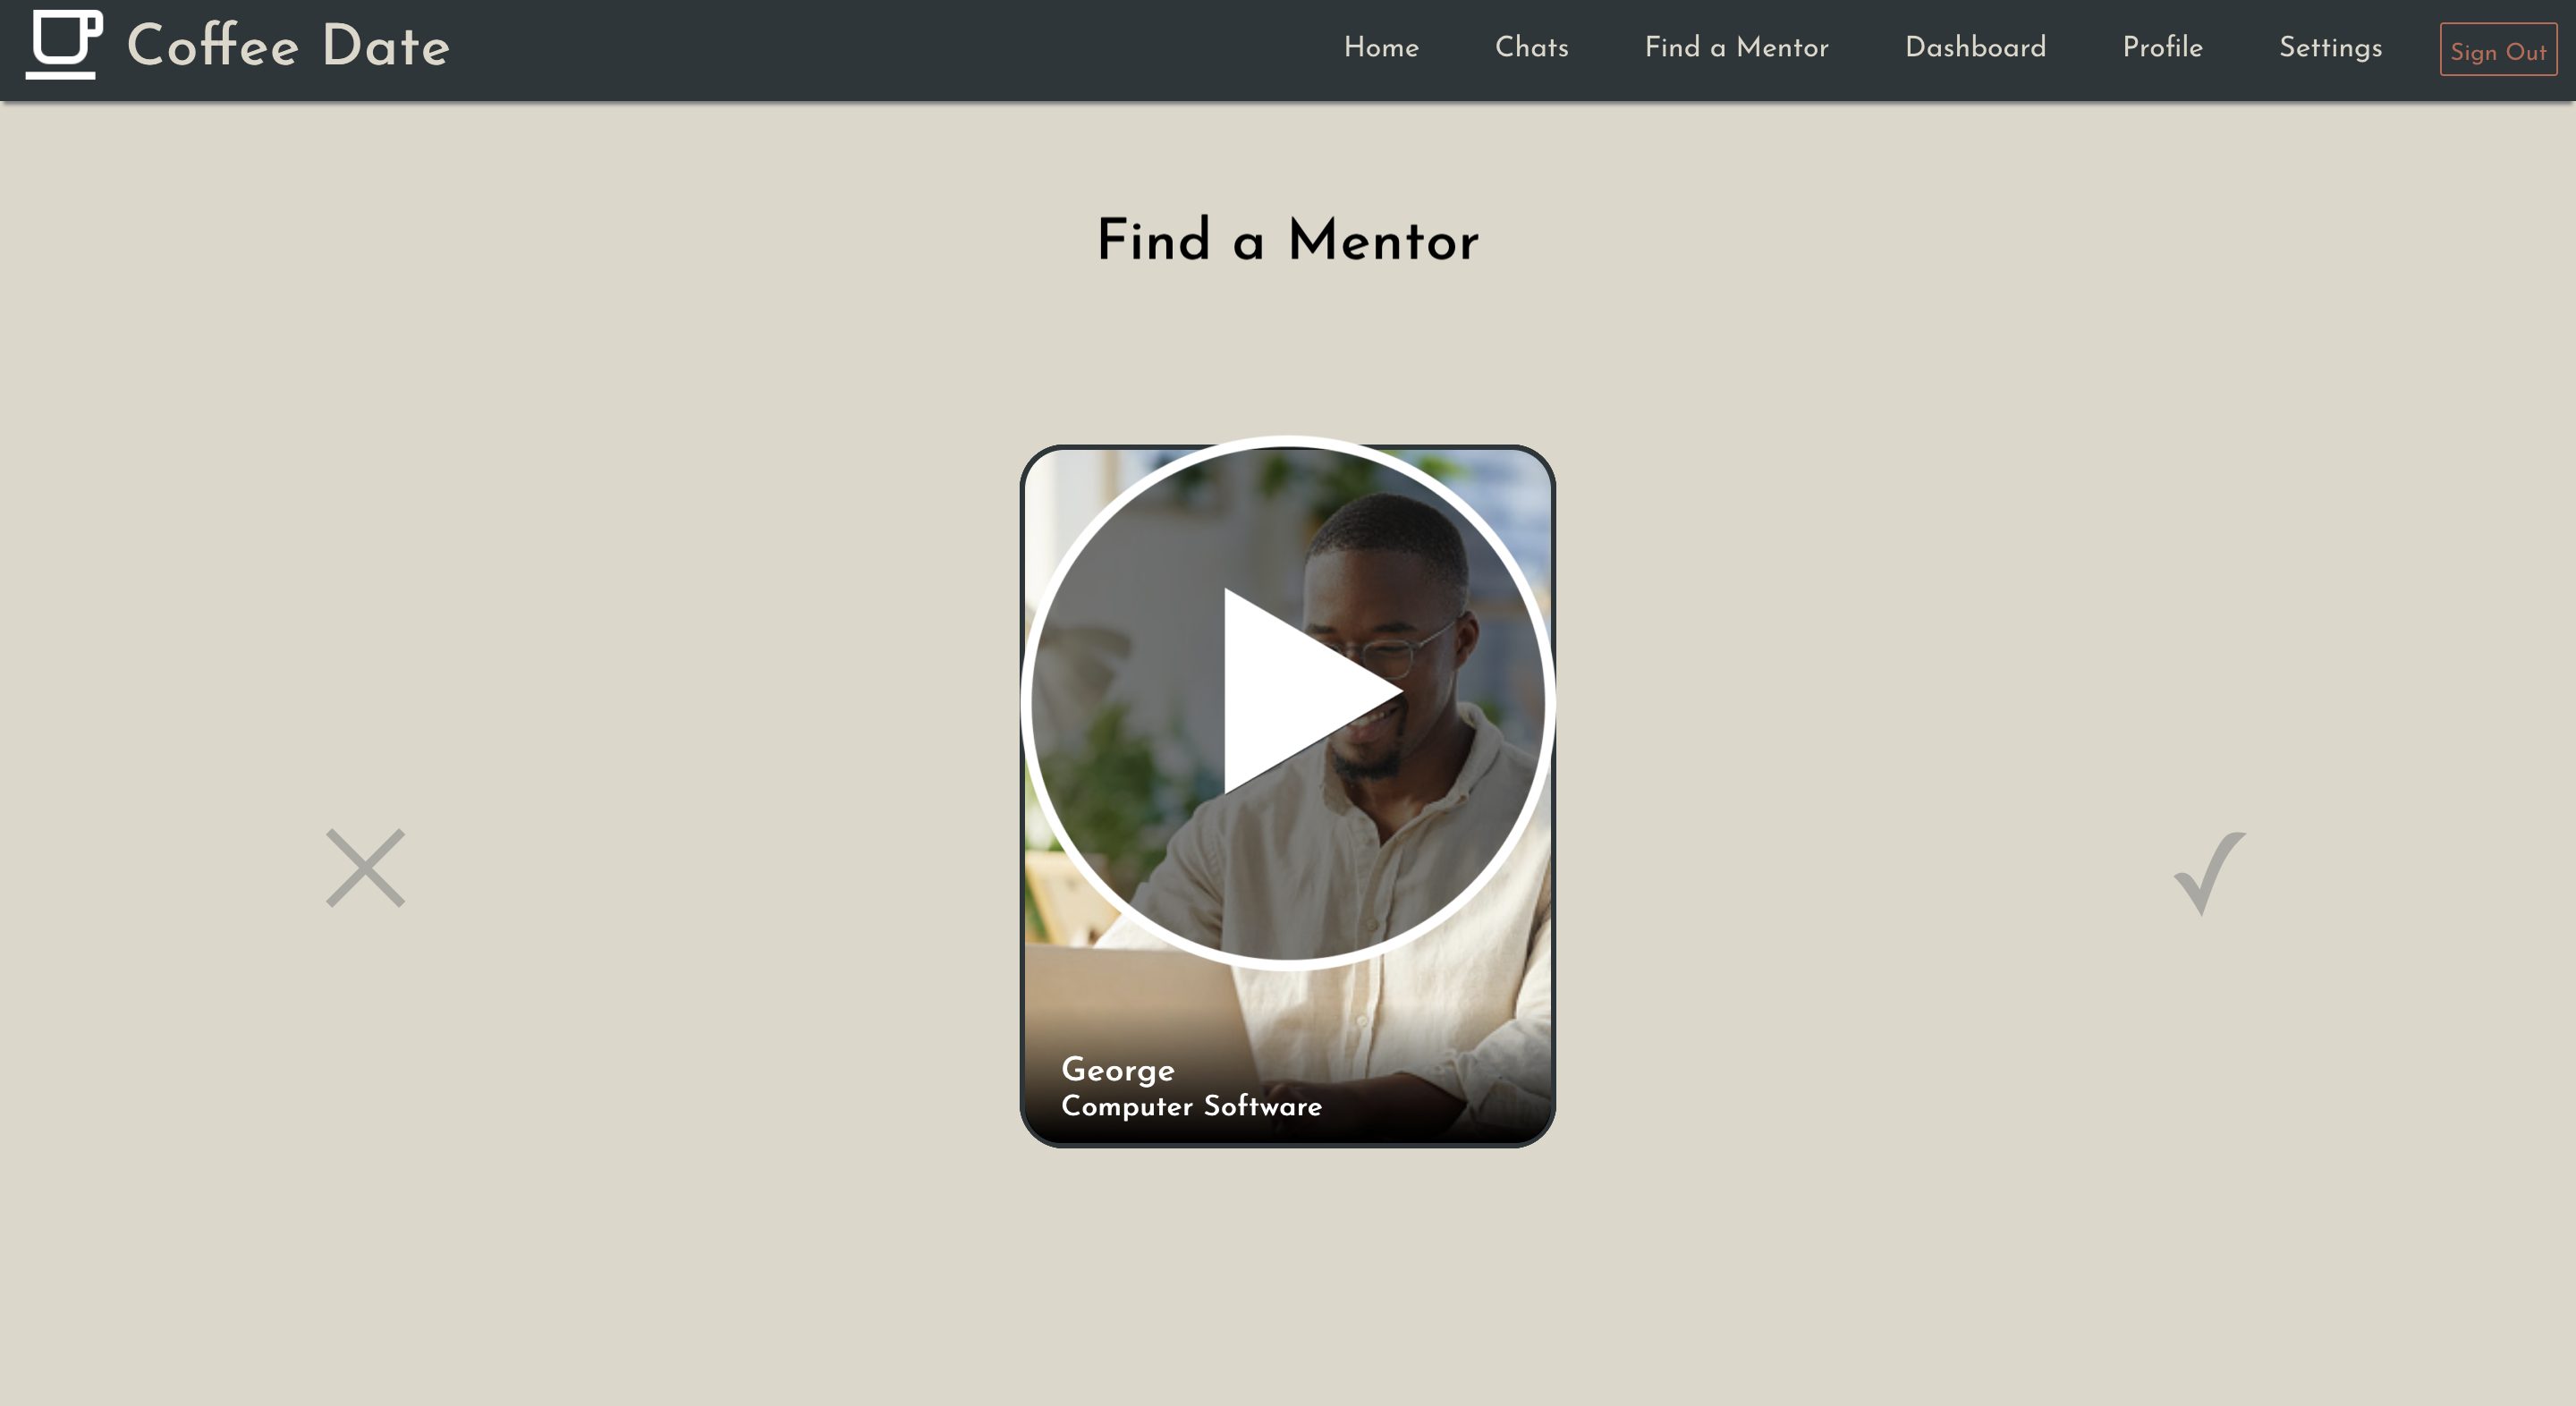 Coffee Date
Home
Chats
Find a Mentor
Dashboard
Profile
Settings
Sign Out
Find a Mentor
George
Computer Software